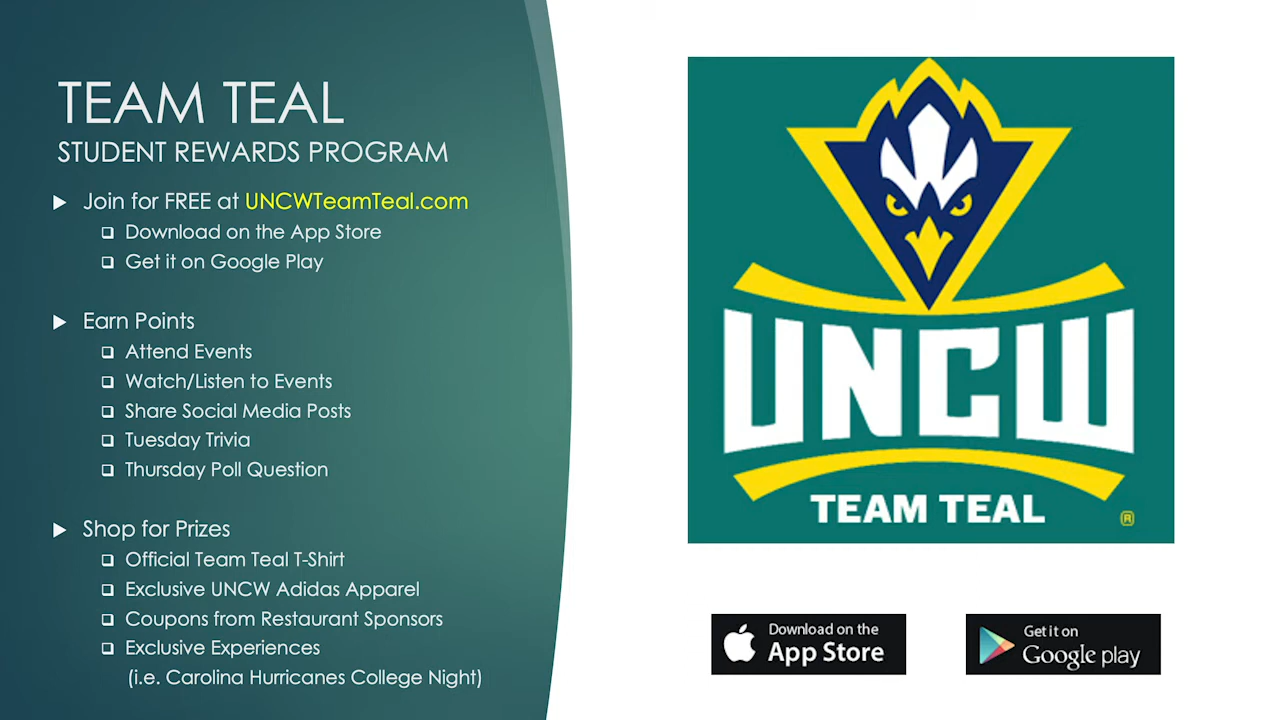 TEAM TEAL
STUDENT REWARDS PROGRAM
Join for FREE at UNCWTeamTeal.com
Download on the App Store
Get it on Google Play
Earn Points
Attend Events
Watch/Listen to Events
Share Social Media Posts
Tuesday Trivia
Thursday Poll Question
Shop for Prizes
Official Team Teal T-Shirt
Exclusive UNCW Adidas Apparel
Coupons from Restaurant Sponsors
Exclusive Experiences
(i.e. Carolina Hurricanes College Night)
UNCW
TEAM TEAL
®
Download on the
App Store
Get it on
Google play